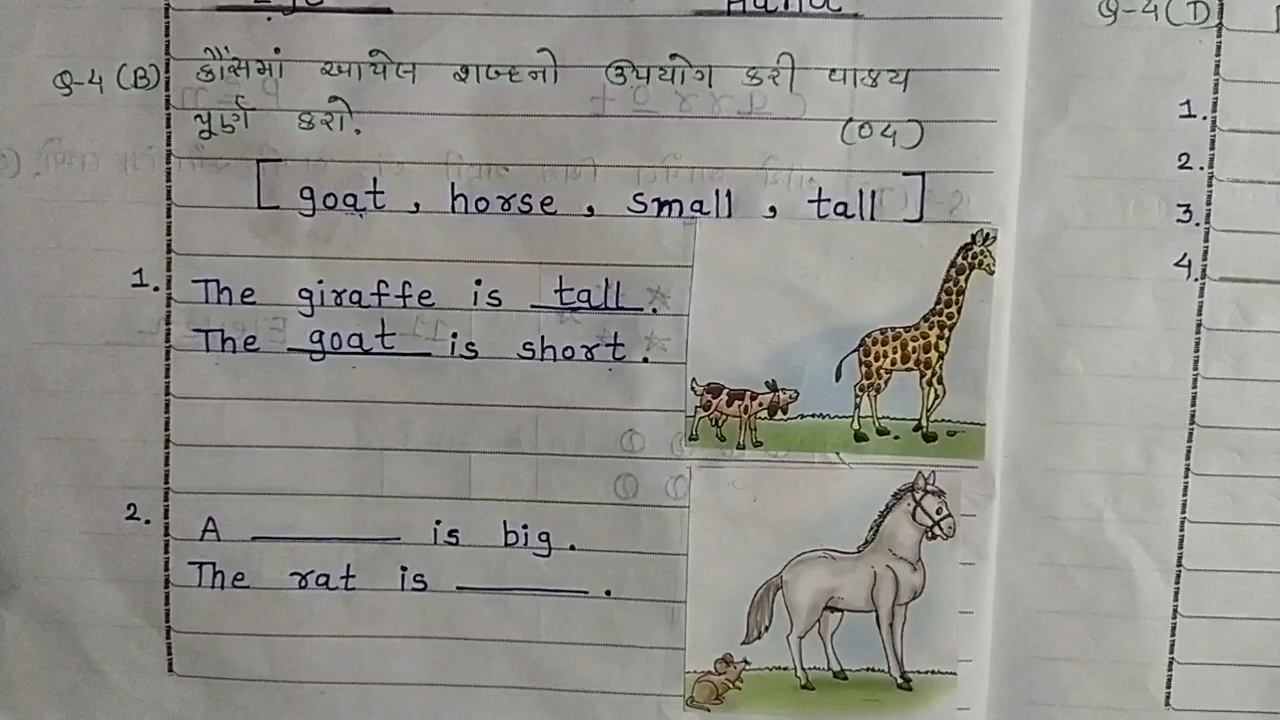 Q-4 (B) કૌંસમાં આપેલ શબ્દનો ઉપયોગ કરી વાક્ય
પૂર્ણ કરો. (04)
[ goat , horse , small , tall ]
1. The giraffe is tall.
The goat is short.
2. A ______ is big.
The rat is ______ .
Q-4 (D)
1.
2.
3.
4.